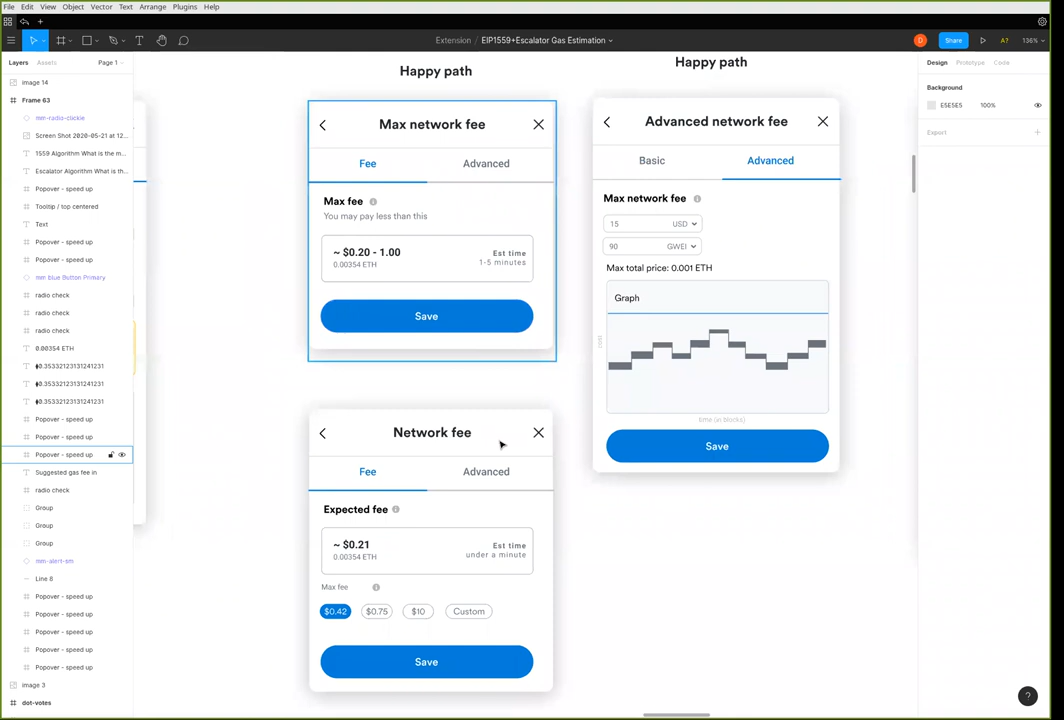 File Edit View Object Vector Text Arrange Plugins Help
Extension / EIP1559+Escalator Gas Estimation
D Share A? 136%
Layers Assets Page 1
image 14
Frame 63
mm-radio-clickie
Screen Shot 2020-05-21 at 12...
1559 Algorithm What is the m...
Escalator Algorithm What is th...
Popover - speed up
Tooltip / top centered
Text
Popover - speed up
Popover - speed up
mm blue Button Primary
radio check
radio check
radio check
0.00354 ETH
⧫0.35332123131241231
⧫0.35332123131241231
⧫0.35332123131241231
Popover - speed up
Popover - speed up
Popover - speed up
Suggested gas fee in
radio check
Group
Group
Group
mm-alert-sm
Line 8
Popover - speed up
Popover - speed up
Popover - speed up
Popover - speed up
Popover - speed up
image 3
dot-votes
Happy path
Max network fee
Fee Advanced
Max fee
You may pay less than this
~ $0.20 - 1.00
0.00354 ETH
Est time
1-5 minutes
Save
Network fee
Fee Advanced
Expected fee
~ $0.21
0.00354 ETH
Est time
under a minute
Max fee
$0.42 $0.75 $10 Custom
Save
Happy path
Advanced network fee
Basic Advanced
Max network fee
15 USD
90 GWEI
Max total price: 0.001 ETH
Graph
time (in blocks)
Save
Design Prototype Code
Background
E5E5E5 100%
Export
?